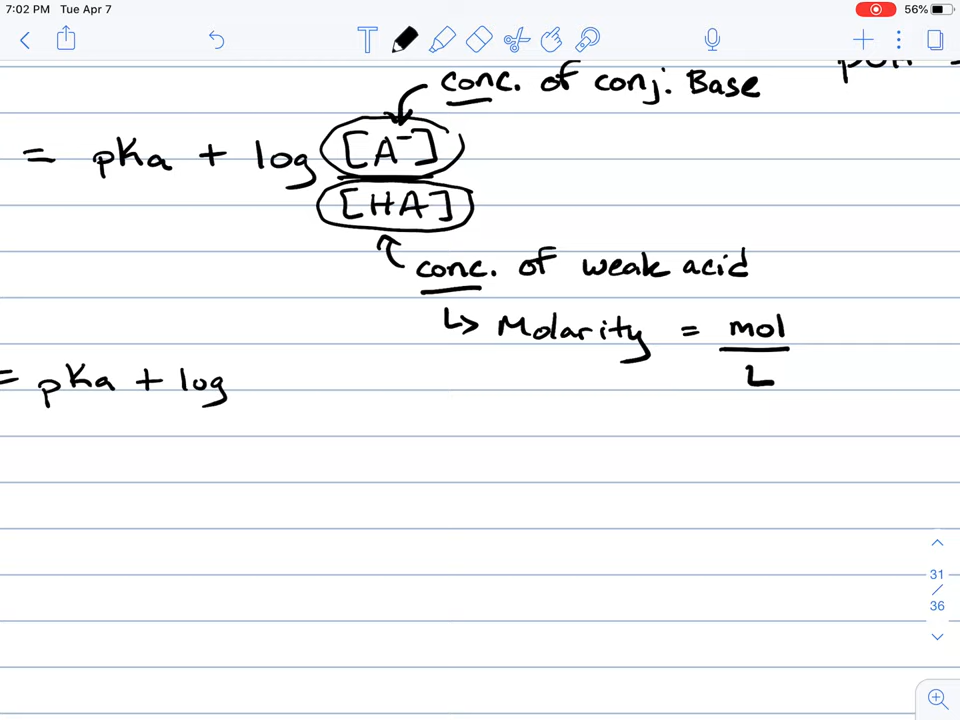 7:02 PM Tue Apr 7
56%
T
conc. of conj. Base
= pKa + log [A⁻]
[HA]
conc. of weak acid
↳ Molarity = mol
L
= pKa + log
31
/
36